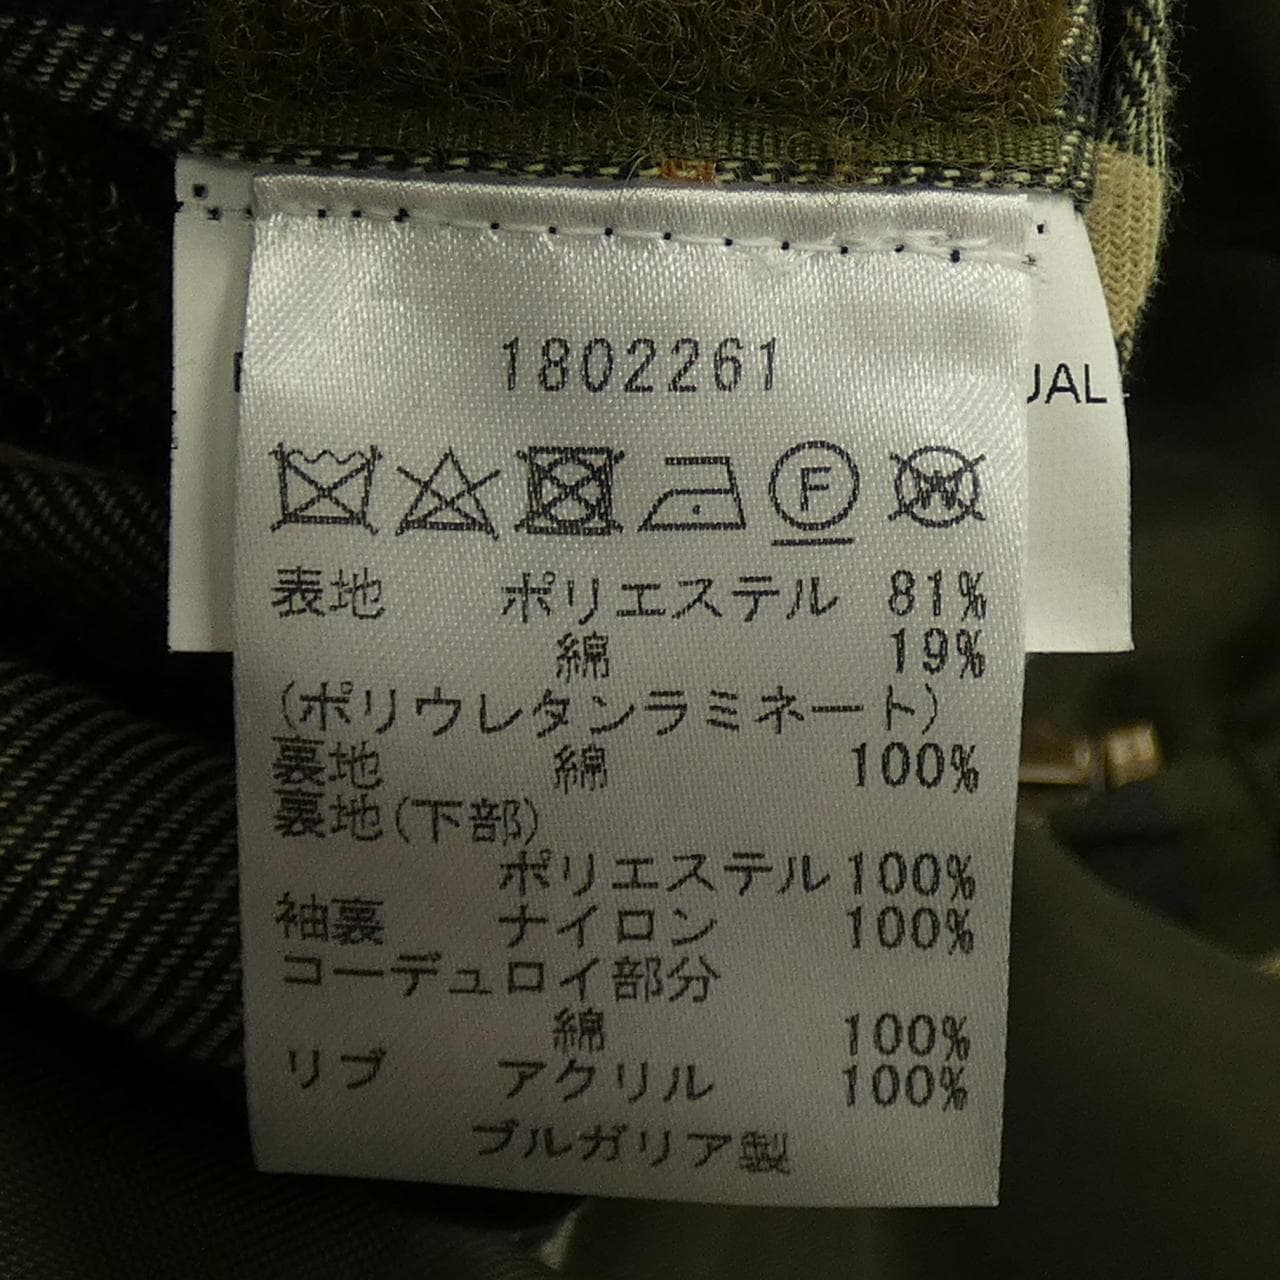 1802261
UAL
F
W
表地 ポリエステル 81%
綿 19%
(ポリウレタンラミネート)
裏地 綿 100%
裏地(下部)
ポリエステル 100%
袖裏 ナイロン 100%
コーデュロイ部分
綿 100%
リブ アクリル 100%
ブルガリア製